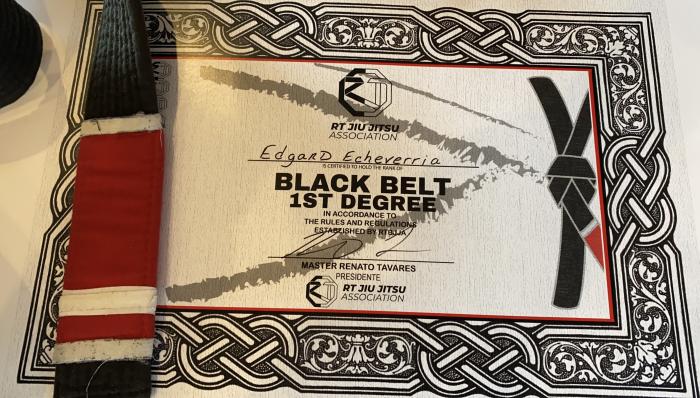 RT JIU JITSU
ASSOCIATION
EdgarD Echeverria
IS CERTIFIED TO HOLD THE RANK OF
BLACK BELT
1ST DEGREE
IN ACCORDANCE TO
THE RULES AND REGULATIONS
ESTABLISHED BY RTBJJA
MASTER RENATO TAVARES
PRESIDENTE
RT JIU JITSU
ASSOCIATION